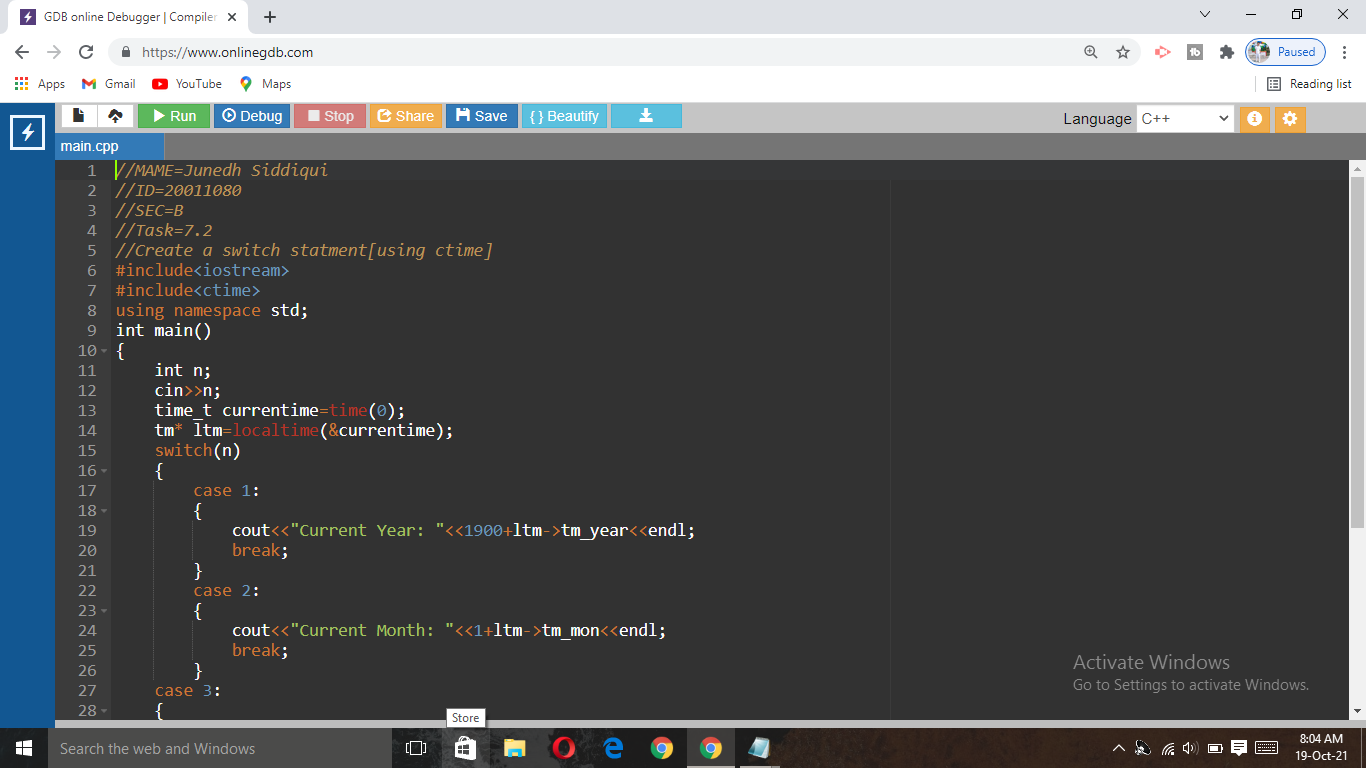 GDB online Debugger | Compiler
https://www.onlinegdb.com
Paused
Apps Gmail YouTube Maps Reading list
Run Debug Stop Share Save { } Beautify Language C++
main.cpp
1 //MAME=Junedh Siddiqui
2 //ID=20011080
3 //SEC=B
4 //Task=7.2
5 //Create a switch statment[using ctime]
6 #include<iostream>
7 #include<ctime>
8 using namespace std;
9 int main()
10 {
11 int n;
12 cin>>n;
13 time_t currentime=time(0);
14 tm* ltm=localtime(&currentime);
15 switch(n)
16 {
17 case 1:
18 {
19 cout<<"Current Year: "<<1900+ltm->tm_year<<endl;
20 break;
21 }
22 case 2:
23 {
24 cout<<"Current Month: "<<1+ltm->tm_mon<<endl;
25 break;
26 }
27 case 3:
28 {
Activate Windows
Go to Settings to activate Windows.
Store
Search the web and Windows
8:04 AM
19-Oct-21